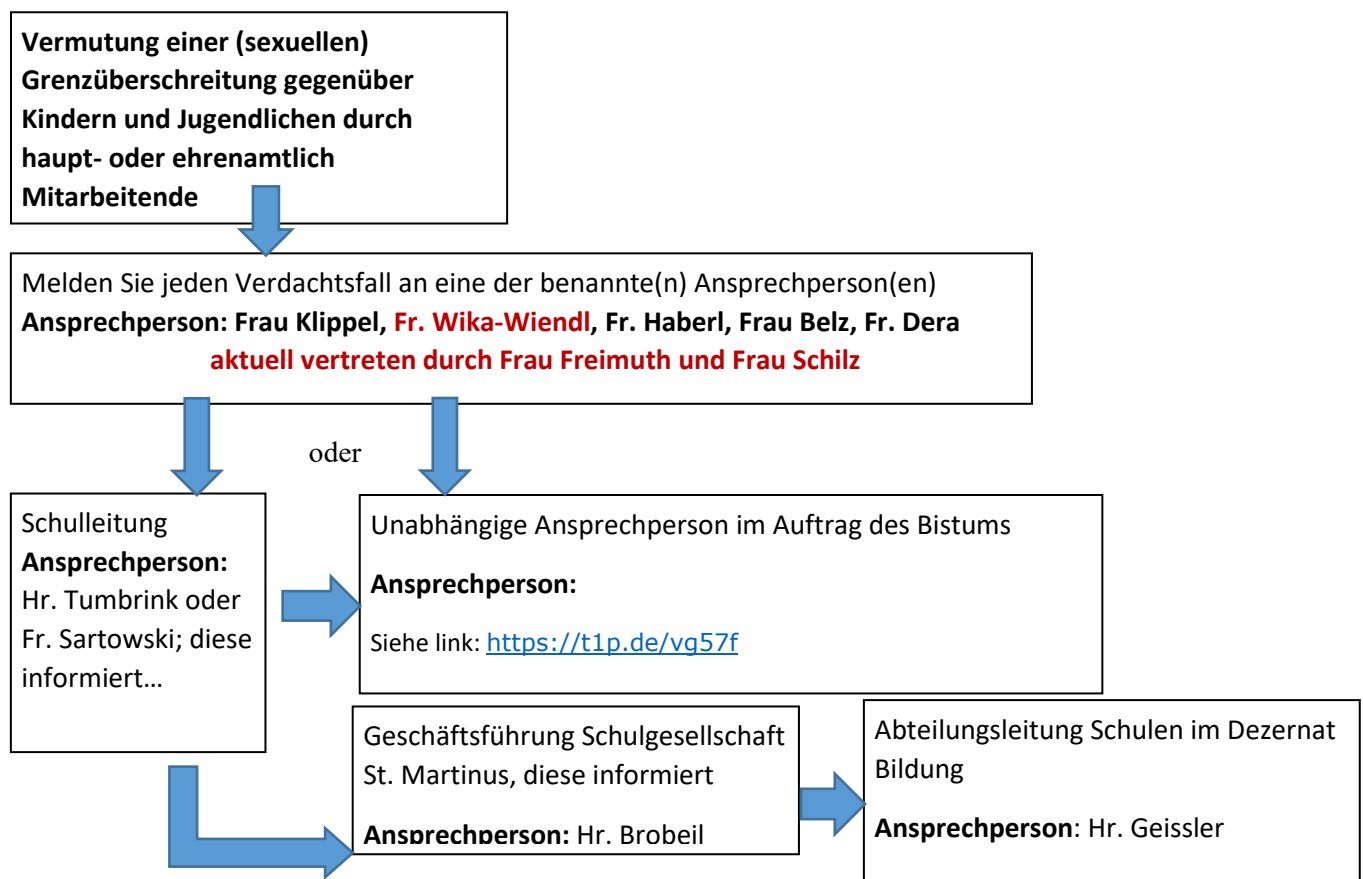 Vermutung einer (sexuellen)
Grenzüberschreitung gegenüber
Kindern und Jugendlichen durch
haupt- oder ehrenamtlich
Mitarbeitende
Melden Sie jeden Verdachtsfall an eine der benannte(n) Ansprechperson(en)
Ansprechperson: Frau Klippel, Fr. Wika-Wiendl, Fr. Haberl, Frau Belz, Fr. Dera
aktuell vertreten durch Frau Freimuth und Frau Schilz
oder
Schulleitung
Ansprechperson:
Hr. Tumbrink oder
Fr. Sartowski; diese
informiert…
Unabhängige Ansprechperson im Auftrag des Bistums
Ansprechperson:
Siehe link: https://t1p.de/vg57f
Geschäftsführung Schulgesellschaft
St. Martinus, diese informiert
Ansprechperson: Hr. Brobeil
Abteilungsleitung Schulen im Dezernat
Bildung
Ansprechperson: Hr. Geissler